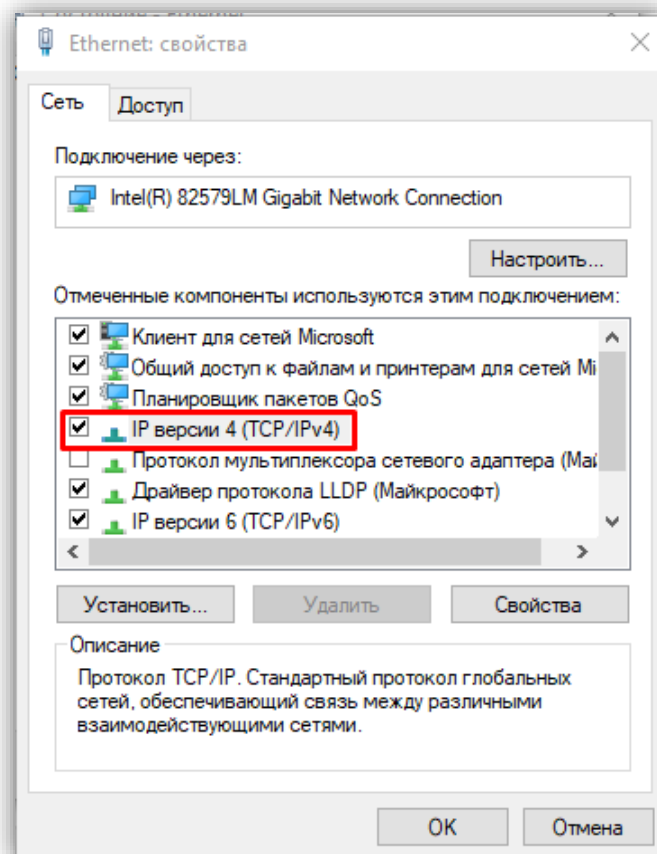 Ethernet: свойства
Сеть
Доступ
Подключение через:
Intel(R) 82579LM Gigabit Network Connection
Настроить...
Отмеченные компоненты используются этим подключением:
Клиент для сетей Microsoft
Общий доступ к файлам и принтерам для сетей Mi
Планировщик пакетов QoS
IP версии 4 (TCP/IPv4)
Протокол мультиплексора сетевого адаптера (Май
Драйвер протокола LLDP (Майкрософт)
IP версии 6 (TCP/IPv6)
Установить...
Удалить
Свойства
Описание
Протокол TCP/IP. Стандартный протокол глобальных
сетей, обеспечивающий связь между различными
взаимодействующими сетями.
OK
Отмена